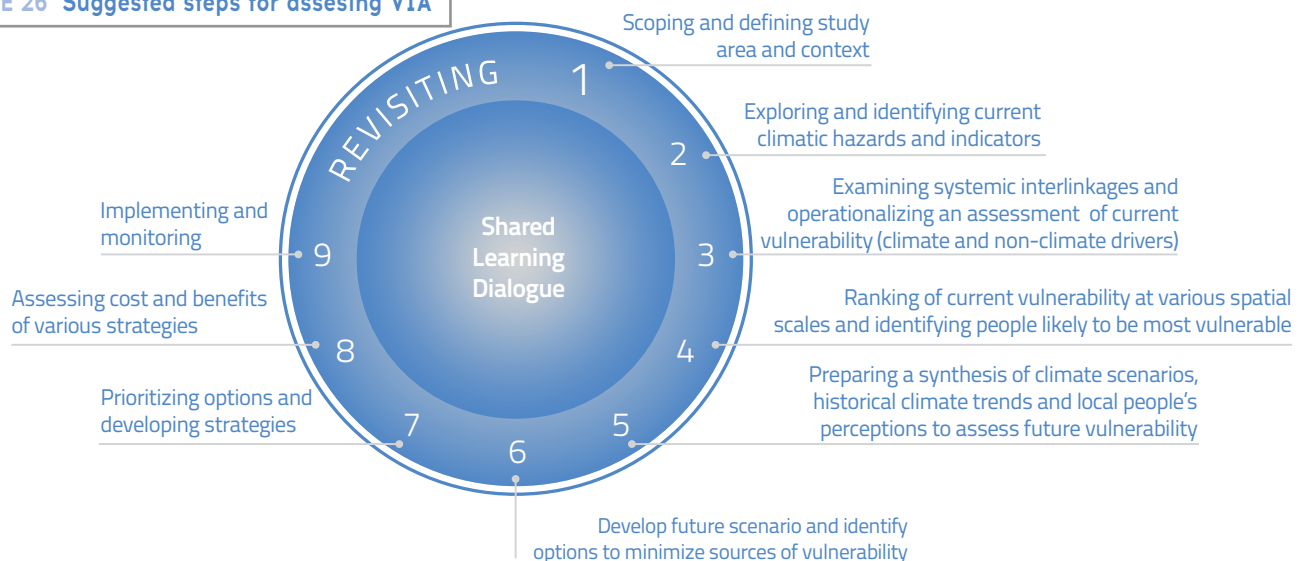 E 26 Suggested steps for assesing VIA
REVISITING
1
Scoping and defining study
area and context
2
Exploring and identifying current
climatic hazards and indicators
3
Examining systemic interlinkages and
operationalizing an assessment of current
vulnerability (climate and non-climate drivers)
4
Ranking of current vulnerability at various spatial
scales and identifying people likely to be most vulnerable
5
Preparing a synthesis of climate scenarios,
historical climate trends and local people's
perceptions to assess future vulnerability
6
Develop future scenario and identify
options to minimize sources of vulnerability
7
Prioritizing options and
developing strategies
8
Assessing cost and benefits
of various strategies
9
Implementing and
monitoring
Shared
Learning
Dialogue